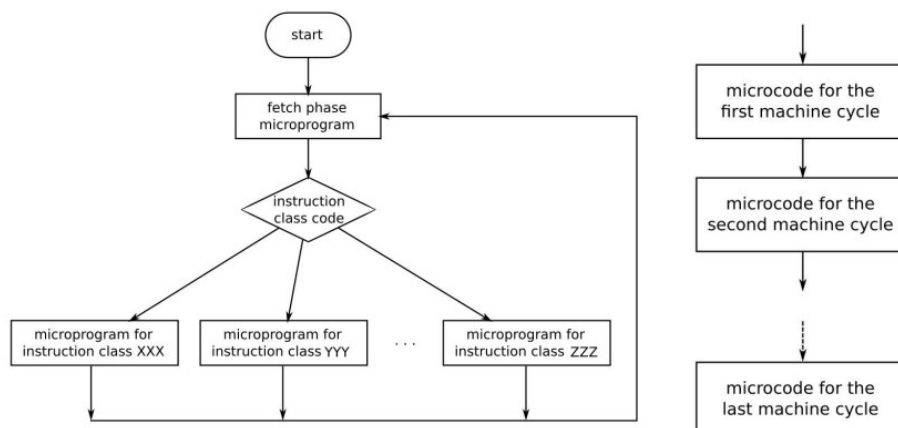 start
fetch phase
microprogram
instruction
class code
microprogram for
instruction class XXX
microprogram for
instruction class YYY
. . .
microprogram for
instruction class ZZZ
microcode for the
first machine cycle
microcode for the
second machine cycle
microcode for the
last machine cycle